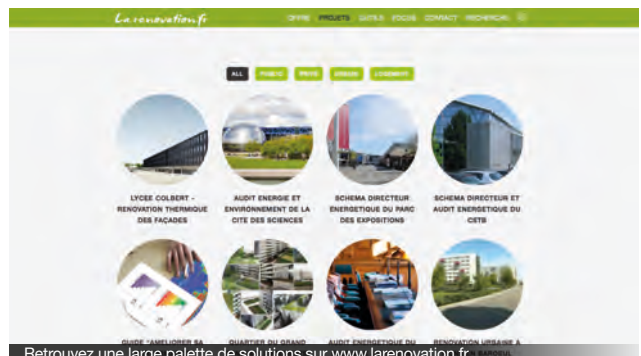 Larenovation.fr
OFFRE PROJETS OUTILS FOCUS CONTACT RECHERCHE
ALL PUBLIC PRIVE URBAIN LOGEMENT
LYCEE COLBERT -
RENOVATION THERMIQUE
DES FAÇADES
AUDIT ENERGIE ET
ENVIRONNEMENT DE LA
CITE DES SCIENCES
SCHEMA DIRECTEUR
ENERGETIQUE DU PARC
DES EXPOSITIONS
SCHEMA DIRECTEUR ET
AUDIT ENERGETIQUE DU
CETB
GUIDE "AMELIORER SA
QUARTIER DU GRAND
AUDIT ENERGETIQUE DU
RENOVATION URBAINE A
Retrouvez une large palette de solutions sur www.larenovation.fr